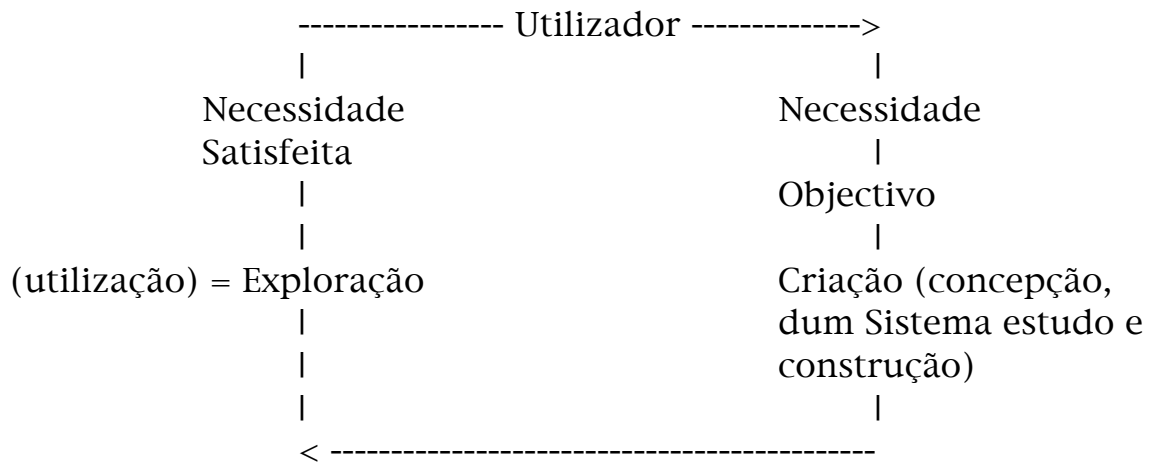 ----------------- Utilizador -------------->
| |
Necessidade Necessidade
Satisfeita |
| Objectivo
| |
(utilização) = Exploração Criação (concepção,
| dum Sistema estudo e
| construção)
| |
< ---------------------------------------------